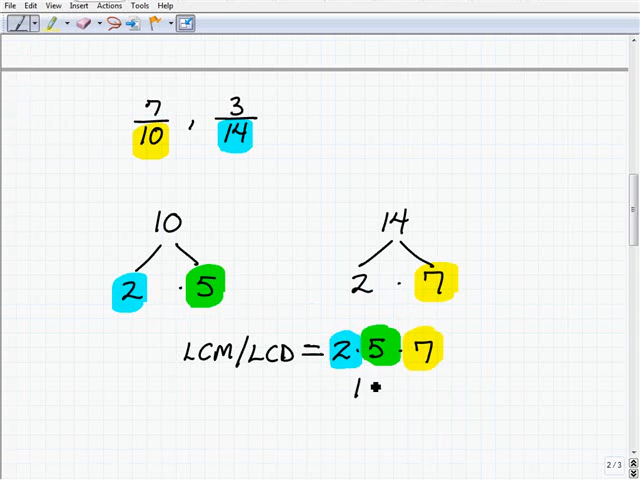 File Edit View Insert Actions Tools Help
7/10 , 3/14
10 14
2 · 5 2 · 7
LCM/LCD = 2 · 5 · 7
1
2/3